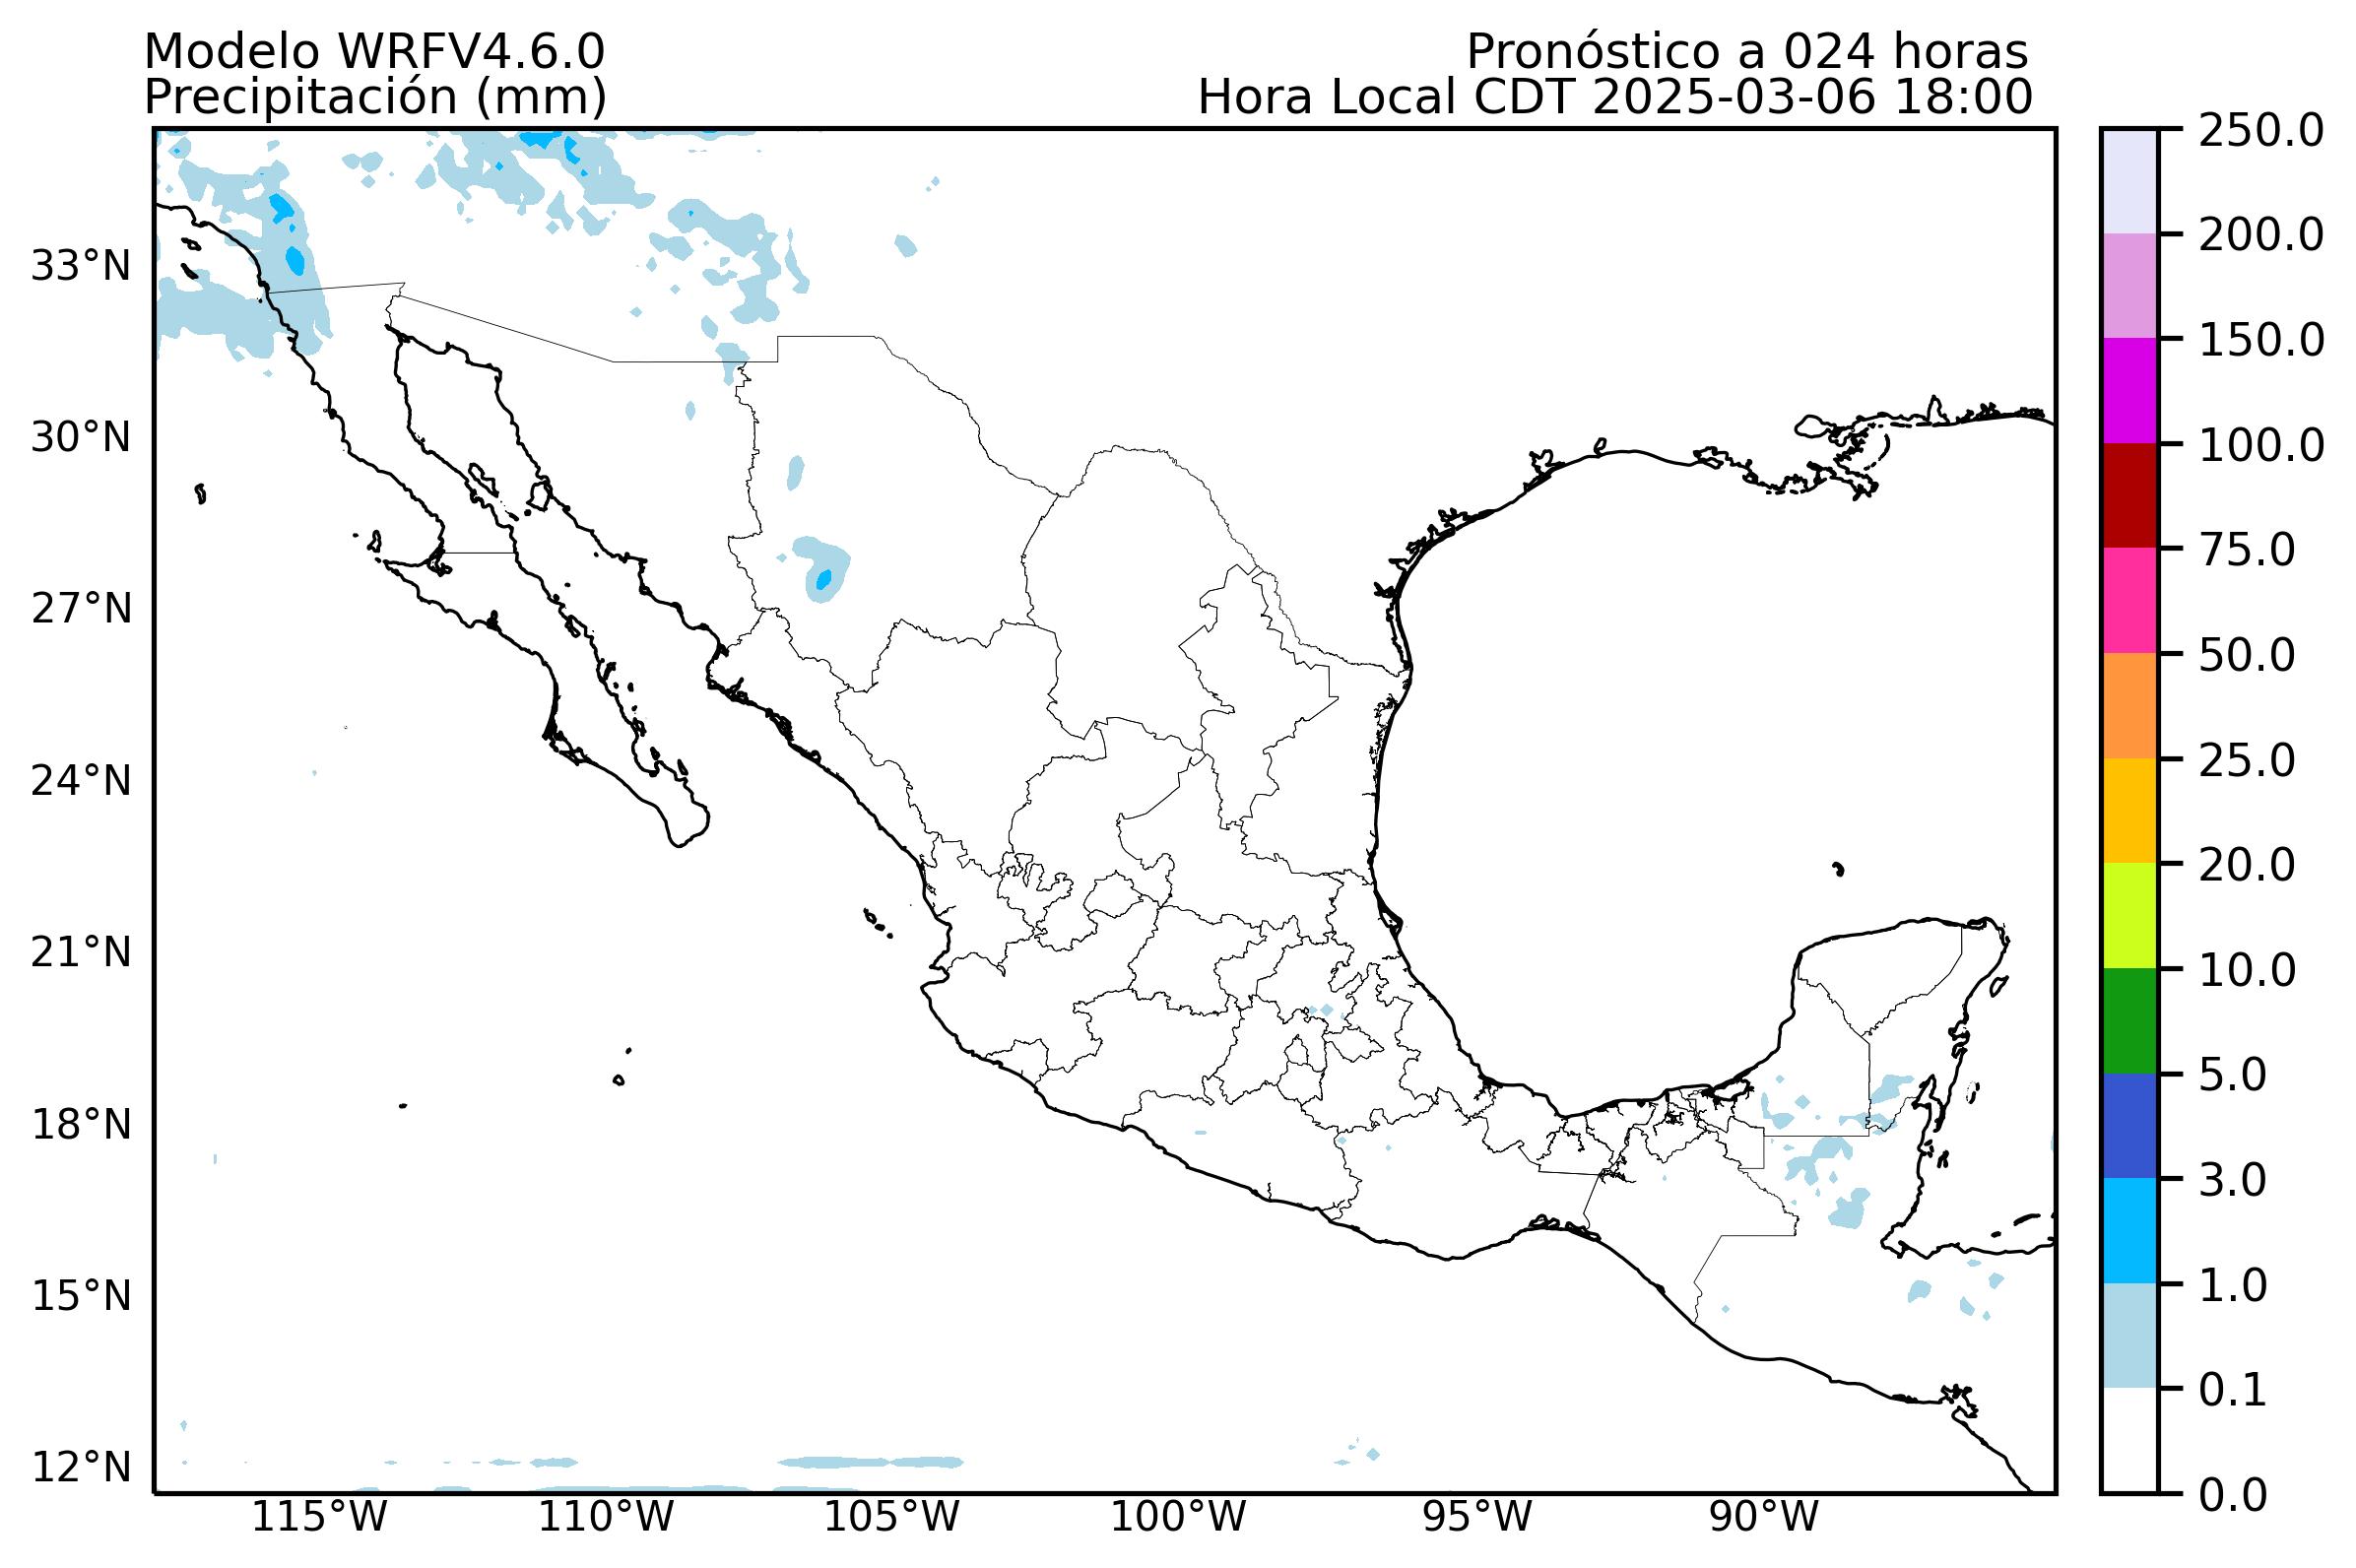 Modelo WRFV4.6.0
Precipitación (mm)
Pronóstico a 024 horas
Hora Local CDT 2025-03-06 18:00
33°N
30°N
27°N
24°N
21°N
18°N
15°N
12°N
115°W
110°W
105°W
100°W
95°W
90°W
250.0
200.0
150.0
100.0
75.0
50.0
25.0
20.0
10.0
5.0
3.0
1.0
0.1
0.0